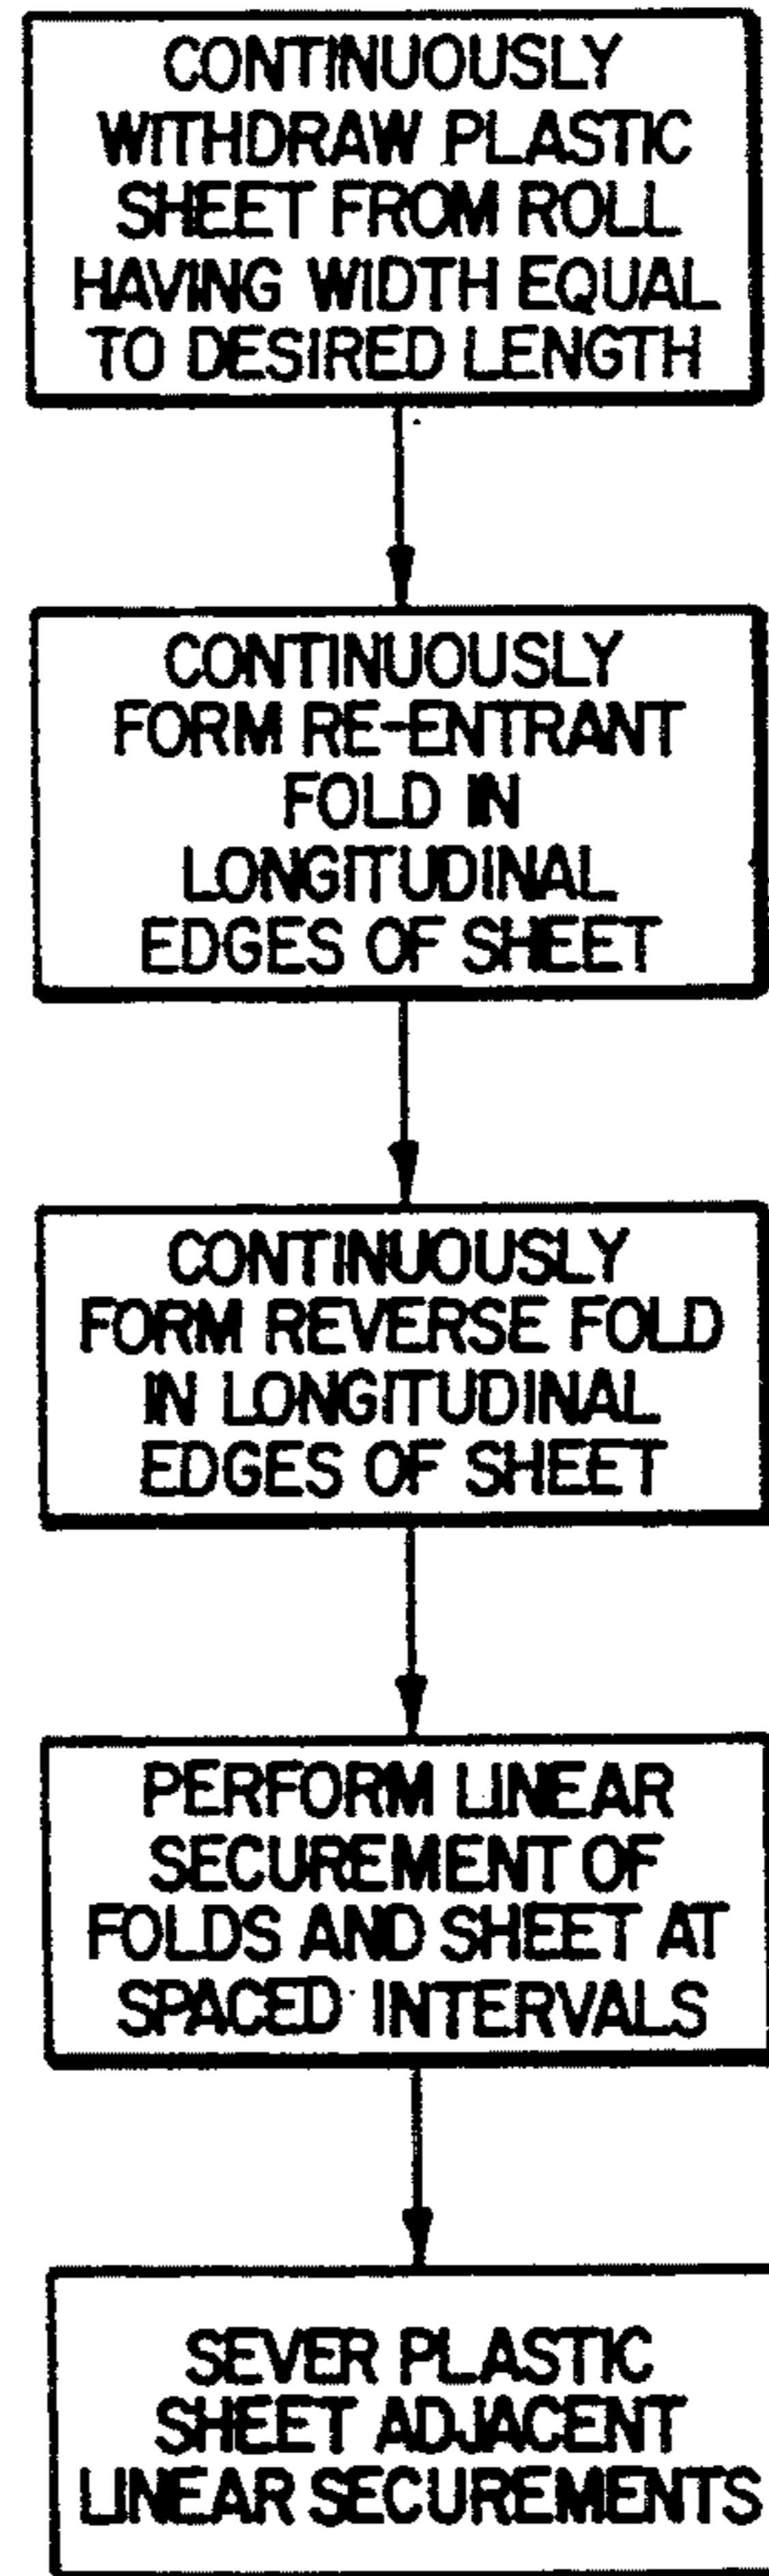 CONTINUOUSLY
WITHDRAW PLASTIC
SHEET FROM ROLL
HAVING WIDTH EQUAL
TO DESIRED LENGTH
CONTINUOUSLY
FORM RE-ENTRANT
FOLD IN
LONGITUDINAL
EDGES OF SHEET
CONTINUOUSLY
FORM REVERSE FOLD
IN LONGITUDINAL
EDGES OF SHEET
PERFORM LINEAR
SECUREMENT OF
FOLDS AND SHEET AT
SPACED INTERVALS
SEVER PLASTIC
SHEET ADJACENT
LINEAR SECUREMENTS